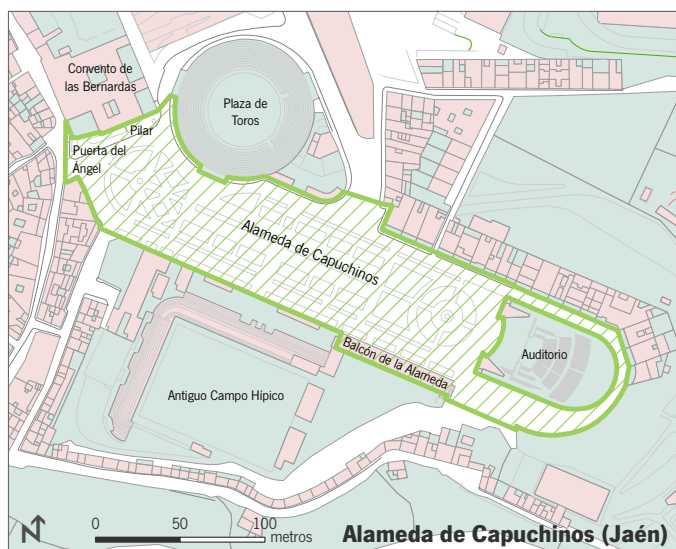 Convento de
las Bernardas
Plaza de
Toros
Pilar
Puerta del
Ángel
Alameda de Capuchinos
Balcón de la Alameda
Auditorio
Antiguo Campo Hípico
N
0 50 100
metros
Alameda de Capuchinos (Jaén)